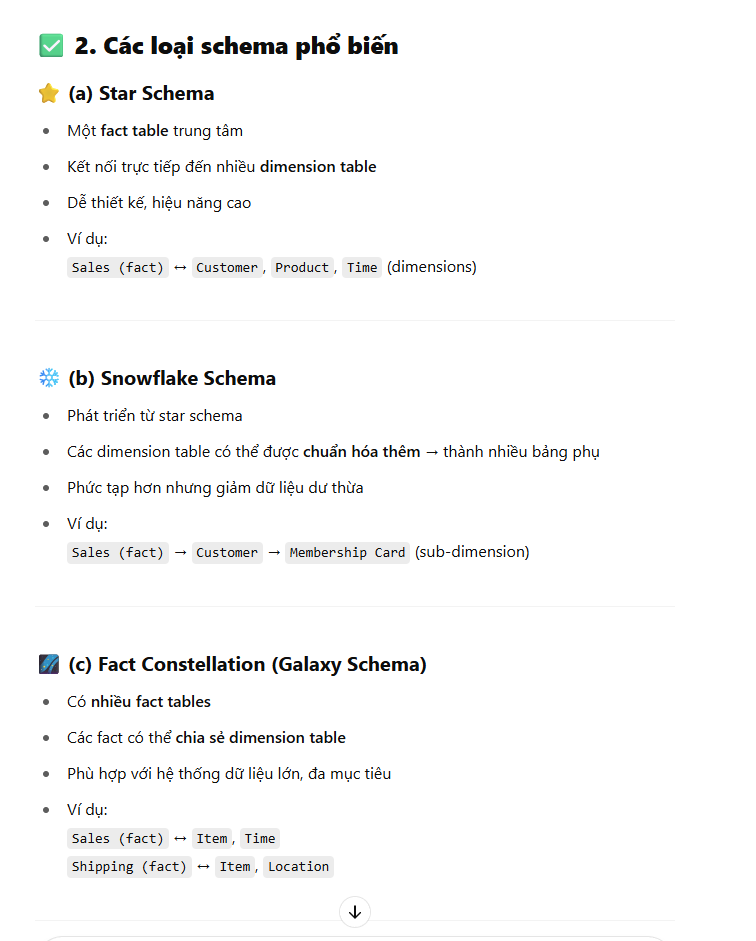 ✅ 2. Các loại schema phổ biến
⭐ (a) Star Schema
• Một fact table trung tâm
• Kết nối trực tiếp đến nhiều dimension table
• Dễ thiết kế, hiệu năng cao
• Ví dụ:
Sales (fact) ↔ Customer, Product, Time (dimensions)
❄️ (b) Snowflake Schema
• Phát triển từ star schema
• Các dimension table có thể được chuẩn hóa thêm → thành nhiều bảng phụ
• Phức tạp hơn nhưng giảm dữ liệu dư thừa
• Ví dụ:
Sales (fact) → Customer → Membership Card (sub-dimension)
🌌 (c) Fact Constellation (Galaxy Schema)
• Có nhiều fact tables
• Các fact có thể chia sẻ dimension table
• Phù hợp với hệ thống dữ liệu lớn, đa mục tiêu
• Ví dụ:
Sales (fact) ↔ Item, Time
Shipping (fact) ↔ Item, Location